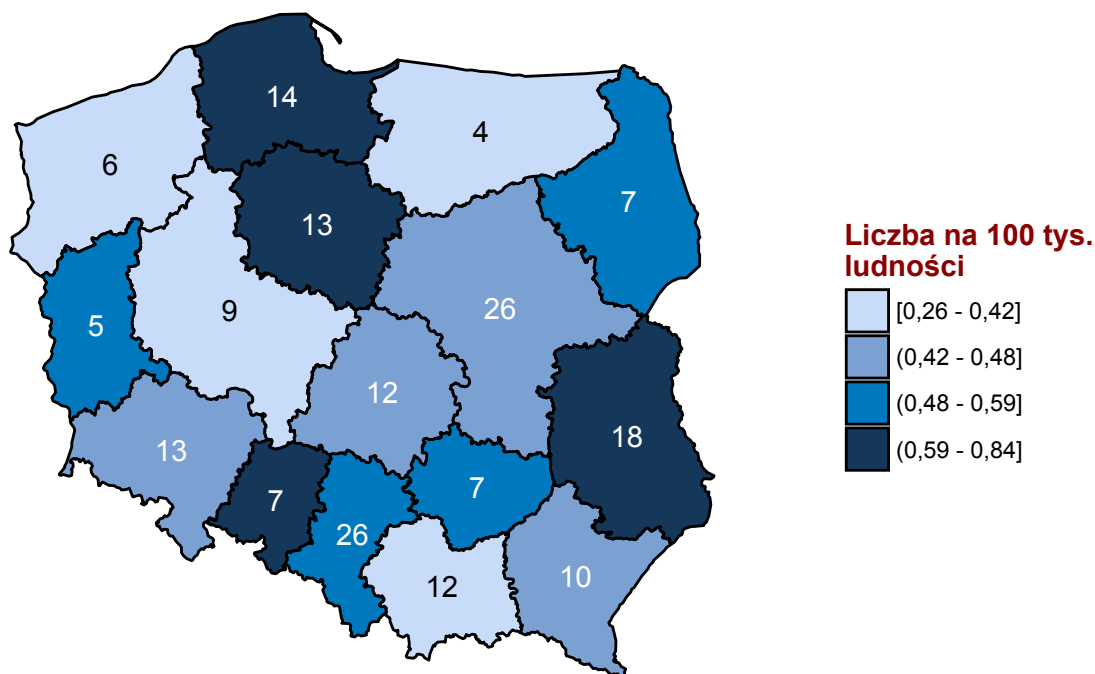 14
4
6
7
13
26
9
5
12
18
13
7
7
26
10
12
Liczba na 100 tys.
ludności
[0,26 - 0,42]
(0,42 - 0,48]
(0,48 - 0,59]
(0,59 - 0,84]